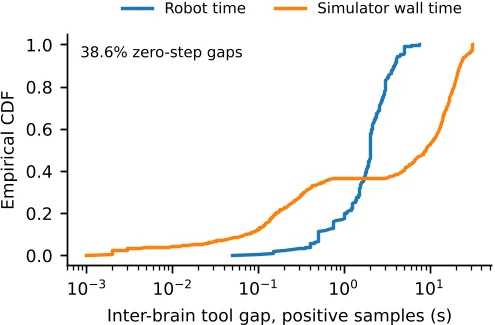 Robot time Simulator wall time
38.6% zero-step gaps
Empirical CDF
1.0
0.8
0.6
0.4
0.2
0.0
10⁻³ 10⁻² 10⁻¹ 10⁰ 10¹
Inter-brain tool gap, positive samples (s)